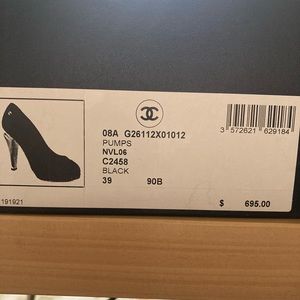 08A G26112X01012
PUMPS
NVL06
C2458
BLACK
39 90B
3 572621 629184
191921
$ 695.00